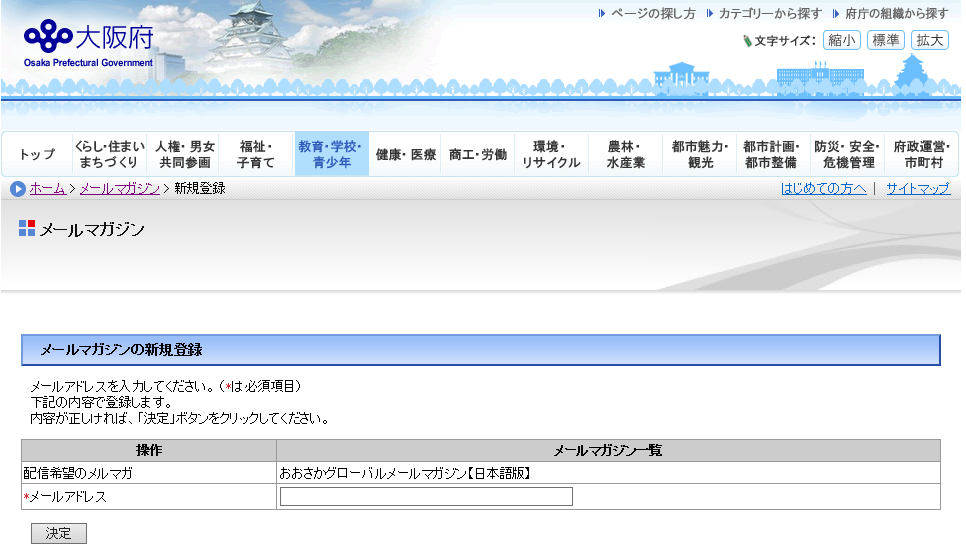 ページの探し方 カテゴリーから探す 府庁の組織から探す
大阪府
Osaka Prefectural Government
文字サイズ： 縮小 標準 拡大
トップ
くらし・住まい まちづくり
人権・男女 共同参画
福祉・ 子育て
教育・学校・ 青少年
健康・医療
商工・労働
環境・ リサイクル
農林・ 水産業
都市魅力・ 観光
都市計画・ 都市整備
防災・安全・ 危機管理
府政運営・ 市町村
ホーム > メールマガジン > 新規登録
はじめての方へ | サイトマップ
メールマガジン
メールマガジンの新規登録
メールアドレスを入力してください。（*は必須項目）
下記の内容で登録します。
内容が正しければ、「決定」ボタンをクリックしてください。
操作 メールマガジン一覧
配信希望のメルマガ おおさかグローバルメールマガジン【日本語版】
*メールアドレス
決定